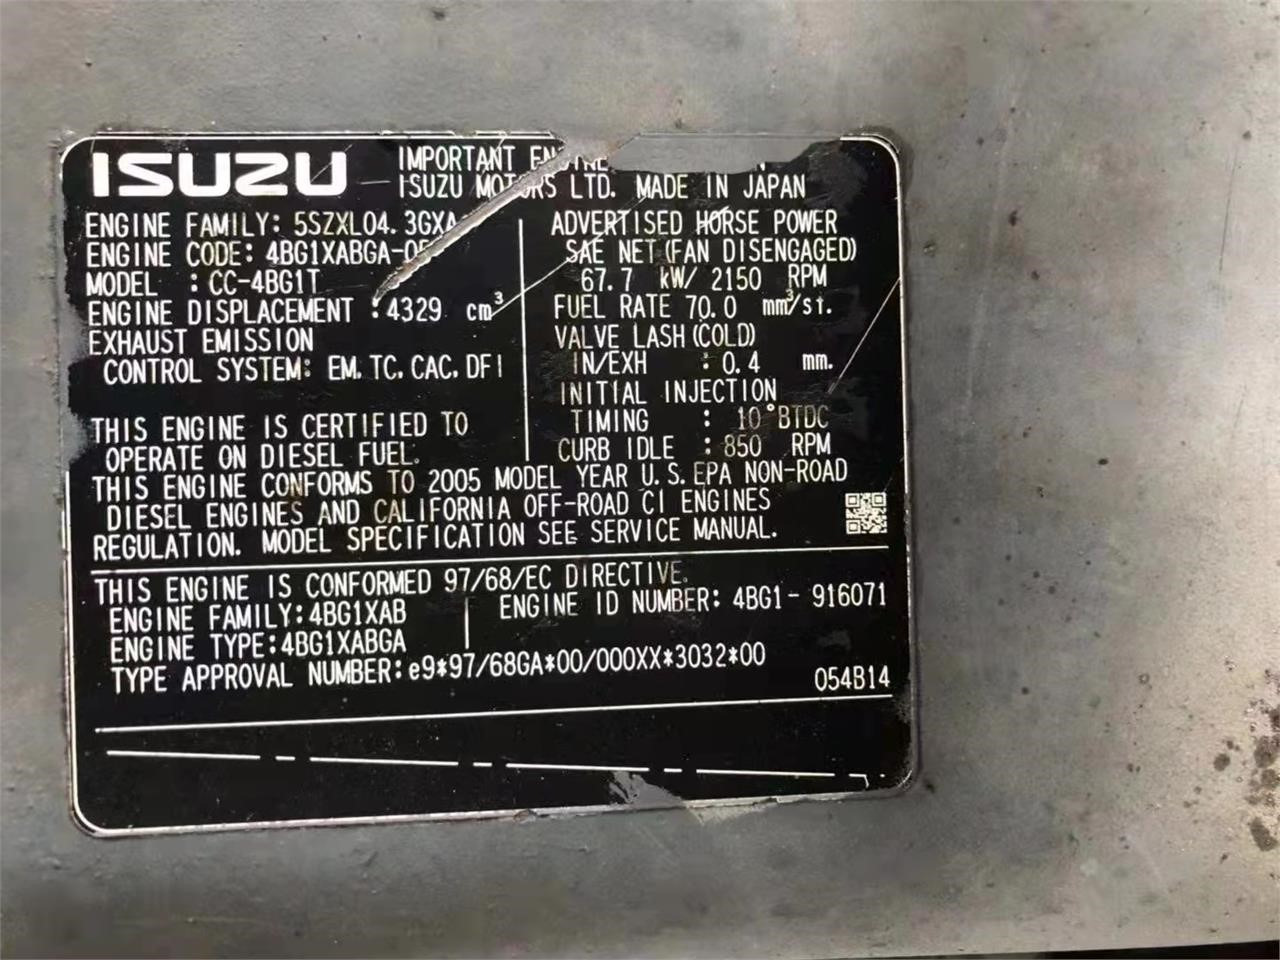 ISUZU
IMPORTANT
ISUZU MOTORS LTD. MADE IN JAPAN
ENGINE FAMILY: 5SZXL04.3GXA
ENGINE CODE: 4BG1XABGA-
MODEL : CC-4BG1T
ENGINE DISPLACEMENT : 4329 cm³
EXHAUST EMISSION
CONTROL SYSTEM: EM. TC. CAC. DFI
THIS ENGINE IS CERTIFIED TO
OPERATE ON DIESEL FUEL.
ADVERTISED HORSE POWER
SAE NET(FAN DISENGAGED)
67.7 kW/ 2150 RPM
FUEL RATE 70.0 mm³/st.
VALVE LASH(COLD)
IN/EXH : 0.4 mm.
INITIAL INJECTION
TIMING : 10°BTDC
CURB IDLE : 850 RPM
THIS ENGINE CONFORMS TO 2005 MODEL YEAR U.S. EPA NON-ROAD
DIESEL ENGINES AND CALIFORNIA OFF-ROAD CI ENGINES
REGULATION. MODEL SPECIFICATION SEE SERVICE MANUAL.
THIS ENGINE IS CONFORMED 97/68/EC DIRECTIVE.
ENGINE FAMILY:4BG1XAB
ENGINE ID NUMBER: 4BG1- 916071
ENGINE TYPE:4BG1XABGA
TYPE APPROVAL NUMBER:e9*97/68GA*00/000XX*3032*00
054B14